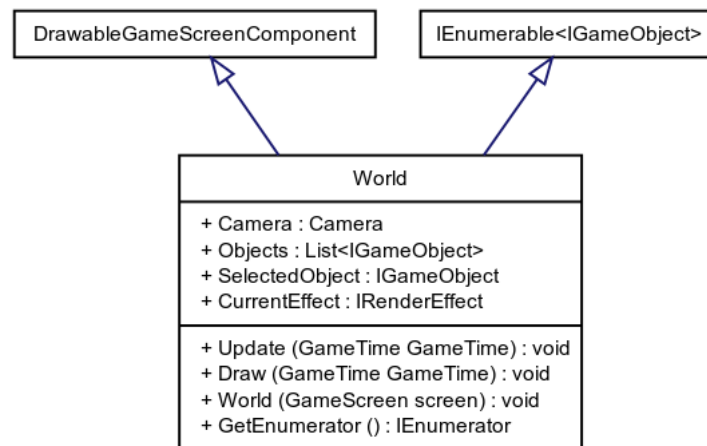 DrawableGameScreenComponent
IEnumerable<IGameObject>
World
+ Camera : Camera
+ Objects : List<IGameObject>
+ SelectedObject : IGameObject
+ CurrentEffect : IRenderEffect
+ Update (GameTime GameTime) : void
+ Draw (GameTime GameTime) : void
+ World (GameScreen screen) : void
+ GetEnumerator () : IEnumerator